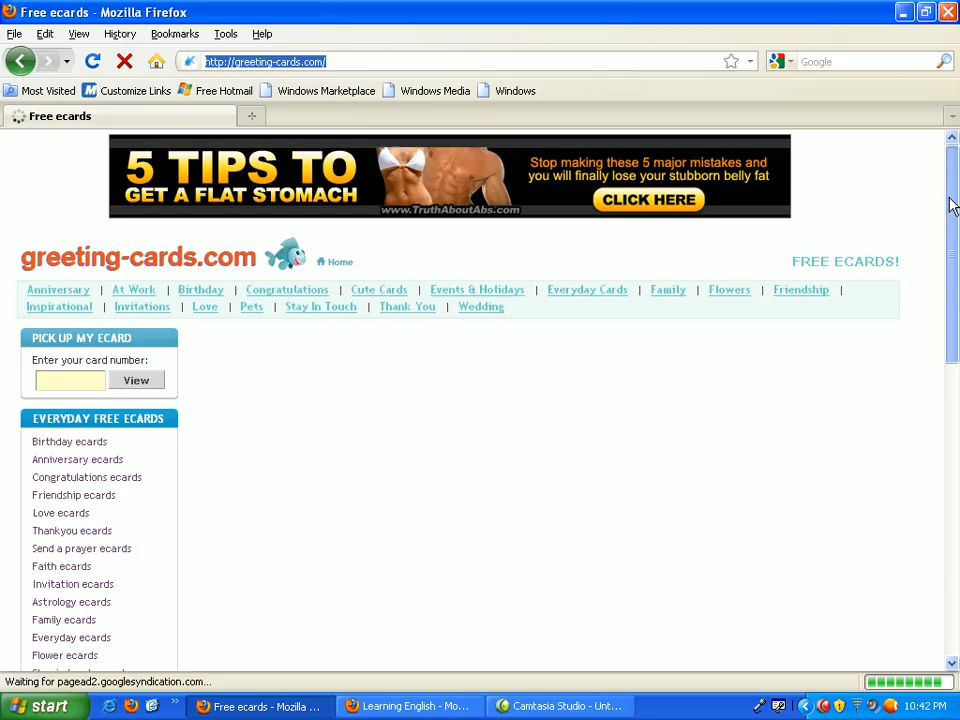 Free ecards - Mozilla Firefox
File Edit View History Bookmarks Tools Help
http://greeting-cards.com/ Google
Most Visited Customize Links Free Hotmail Windows Marketplace Windows Media Windows
Free ecards
5 TIPS TO GET A FLAT STOMACH
www.TruthAboutAbs.com
Stop making these 5 major mistakes and
you will finally lose your stubborn belly fat
CLICK HERE
greeting-cards.com Home FREE ECARDS!
Anniversary | At Work | Birthday | Congratulations | Cute Cards | Events & Holidays | Everyday Cards | Family | Flowers | Friendship |
Inspirational | Invitations | Love | Pets | Stay In Touch | Thank You | Wedding
PICK UP MY ECARD
Enter your card number:
View
EVERYDAY FREE ECARDS
Birthday ecards
Anniversary ecards
Congratulations ecards
Friendship ecards
Love ecards
Thankyou ecards
Send a prayer ecards
Faith ecards
Invitation ecards
Astrology ecards
Family ecards
Everyday ecards
Flower ecards
Waiting for pagead2.googlesyndication.com...
start Free ecards - Mozilla ... Learning English - Mo... Camtasia Studio - Unt... 10:42 PM